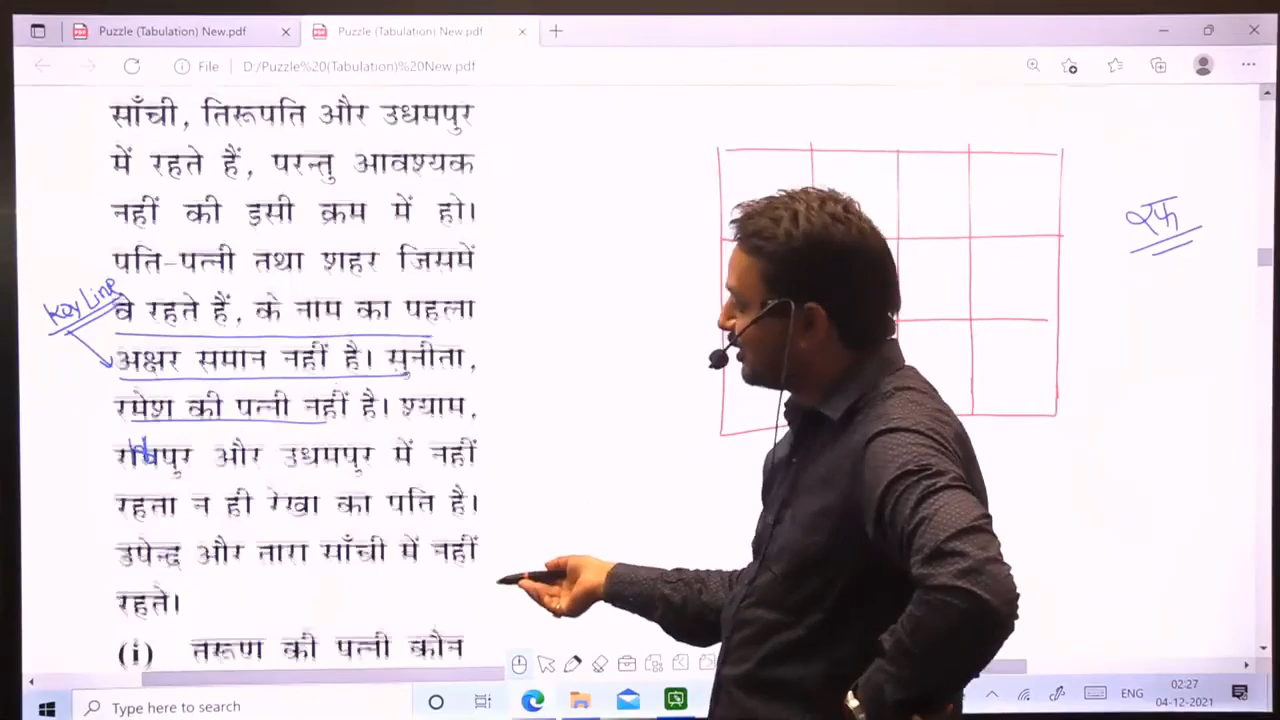 Puzzle (Tabulation) New.pdf
Puzzle (Tabulation) New.pdf
File D:/Puzzle%20(Tabulation)%20New.pdf
साँची, तिरूपति और उधमपुर
में रहते हैं, परन्तु आवश्यक
नहीं की इसी क्रम में हो।
पति-पत्नी तथा शहर जिसमें
Key Line
वे रहते हैं, के नाम का पहला
अक्षर समान नहीं है। सुनीता,
रमेश की पत्नी नहीं है। श्याम,
और उधमपुर में नहीं
रहता न ही रेखा का पति है।
उपेन्द्र और तारा साँची में नहीं
रहते।
(i) तरूण की पत्नी कौन
रफ
Type here to search
ENG
02:27
04-12-2021